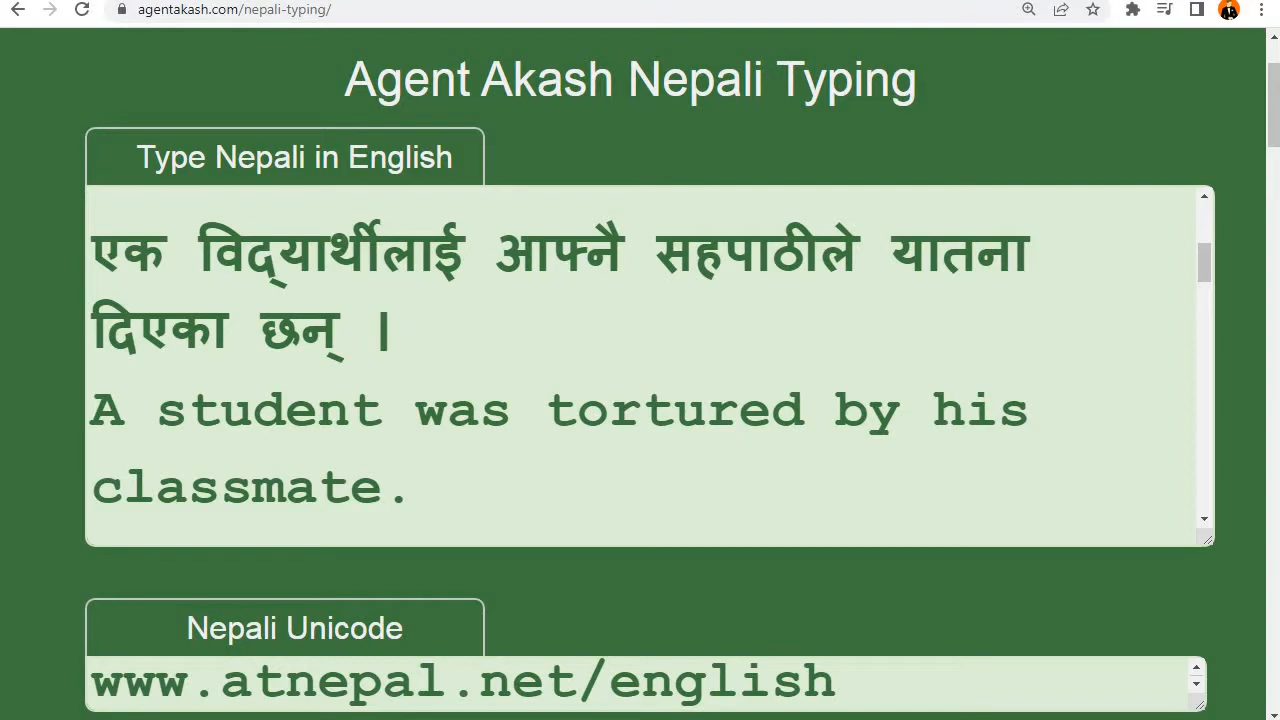 agentakash.com/nepali-typing/
Agent Akash Nepali Typing
Type Nepali in English
एक विद्‌यार्थीलाई आफ्नै सहपाठीले यातना
दिएका छन् ।
A student was tortured by his
classmate.
Nepali Unicode
www.atnepal.net/english